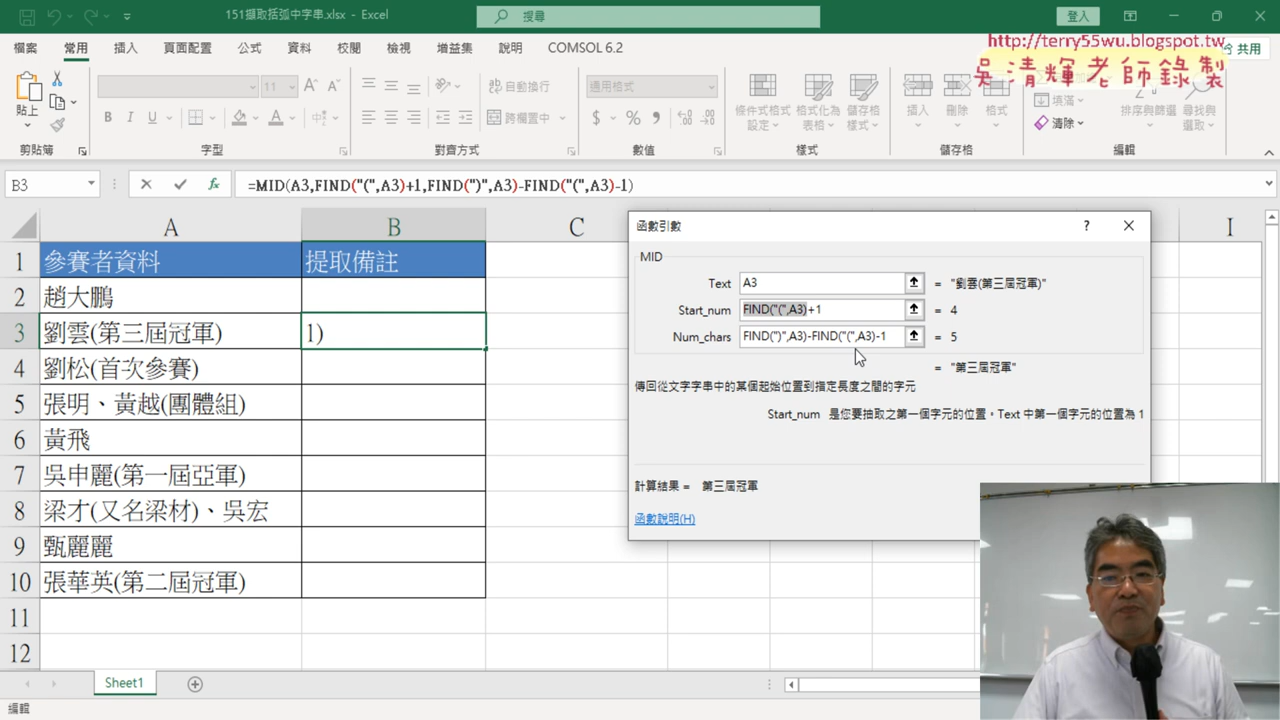 151擷取括弧中字串.xlsx - Excel
搜尋
登入
http://terry55wu.blogspot.tw
吳清輝老師錄製
檔案 常用 插入 頁面配置 公式 資料 校閱 檢視 增益集 說明 COMSOL 6.2
共用
貼上
11
自動換行
跨欄置中
通用格式
B I U
條件式格式設定
格式化為表格
儲存格樣式
插入 刪除 格式
填滿
清除
排序與篩選
尋找與選取
剪貼簿 字型 對齊方式 數值 樣式 儲存格 編輯
B3
=MID(A3,FIND("(",A3)+1,FIND(")",A3)-FIND("(",A3)-1)
A B C I
1 參賽者資料 提取備註
2 趙大鵬
3 劉雲(第三屆冠軍) 1)
4 劉松(首次參賽)
5 張明、黃越(團體組)
6 黃飛
7 吳申麗(第一屆亞軍)
8 梁才(又名梁材)、吳宏
9 甄麗麗
10 張華英(第二屆冠軍)
11
12
函數引數
MID
Text A3 = "劉雲(第三屆冠軍)"
Start_num FIND("(",A3)+1 = 4
Num_chars FIND(")",A3)-FIND("(",A3)-1 = 5
= "第三屆冠軍"
傳回從文字字串中的某個起始位置到指定長度之間的字元
Start_num 是您要抽取之第一個字元的位置。Text 中第一個字元的位置為 1
計算結果 = 第三屆冠軍
函數說明(H)
Sheet1
編輯